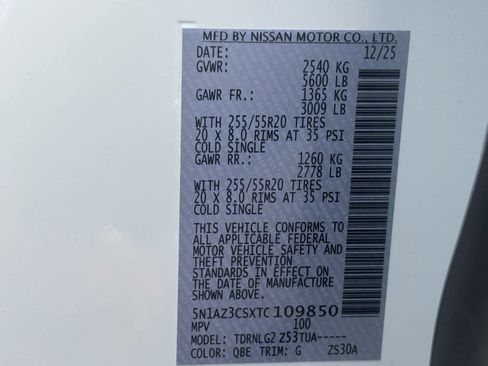 MFD BY NISSAN MOTOR CO., LTD.
DATE: 12/25
GVWR: 2540 KG
5600 LB
GAWR FR.: 1365 KG
3009 LB
WITH 255/55R20 TIRES
20 X 8.0 RIMS AT 35 PSI
COLD SINGLE
GAWR RR.: 1260 KG
2778 LB
WITH 255/55R20 TIRES
20 X 8.0 RIMS AT 35 PSI
COLD SINGLE
THIS VEHICLE CONFORMS TO
ALL APPLICABLE FEDERAL
MOTOR VEHICLE SAFETY AND
THEFT PREVENTION
STANDARDS IN EFFECT ON
THE DATE OF MANUFACTURE
SHOWN ABOVE.
5N1AZ3CSXTC109850
MPV 100
MODEL: TDRNLG2 Z53TUA-----
COLOR: QBE TRIM: G ZS30A